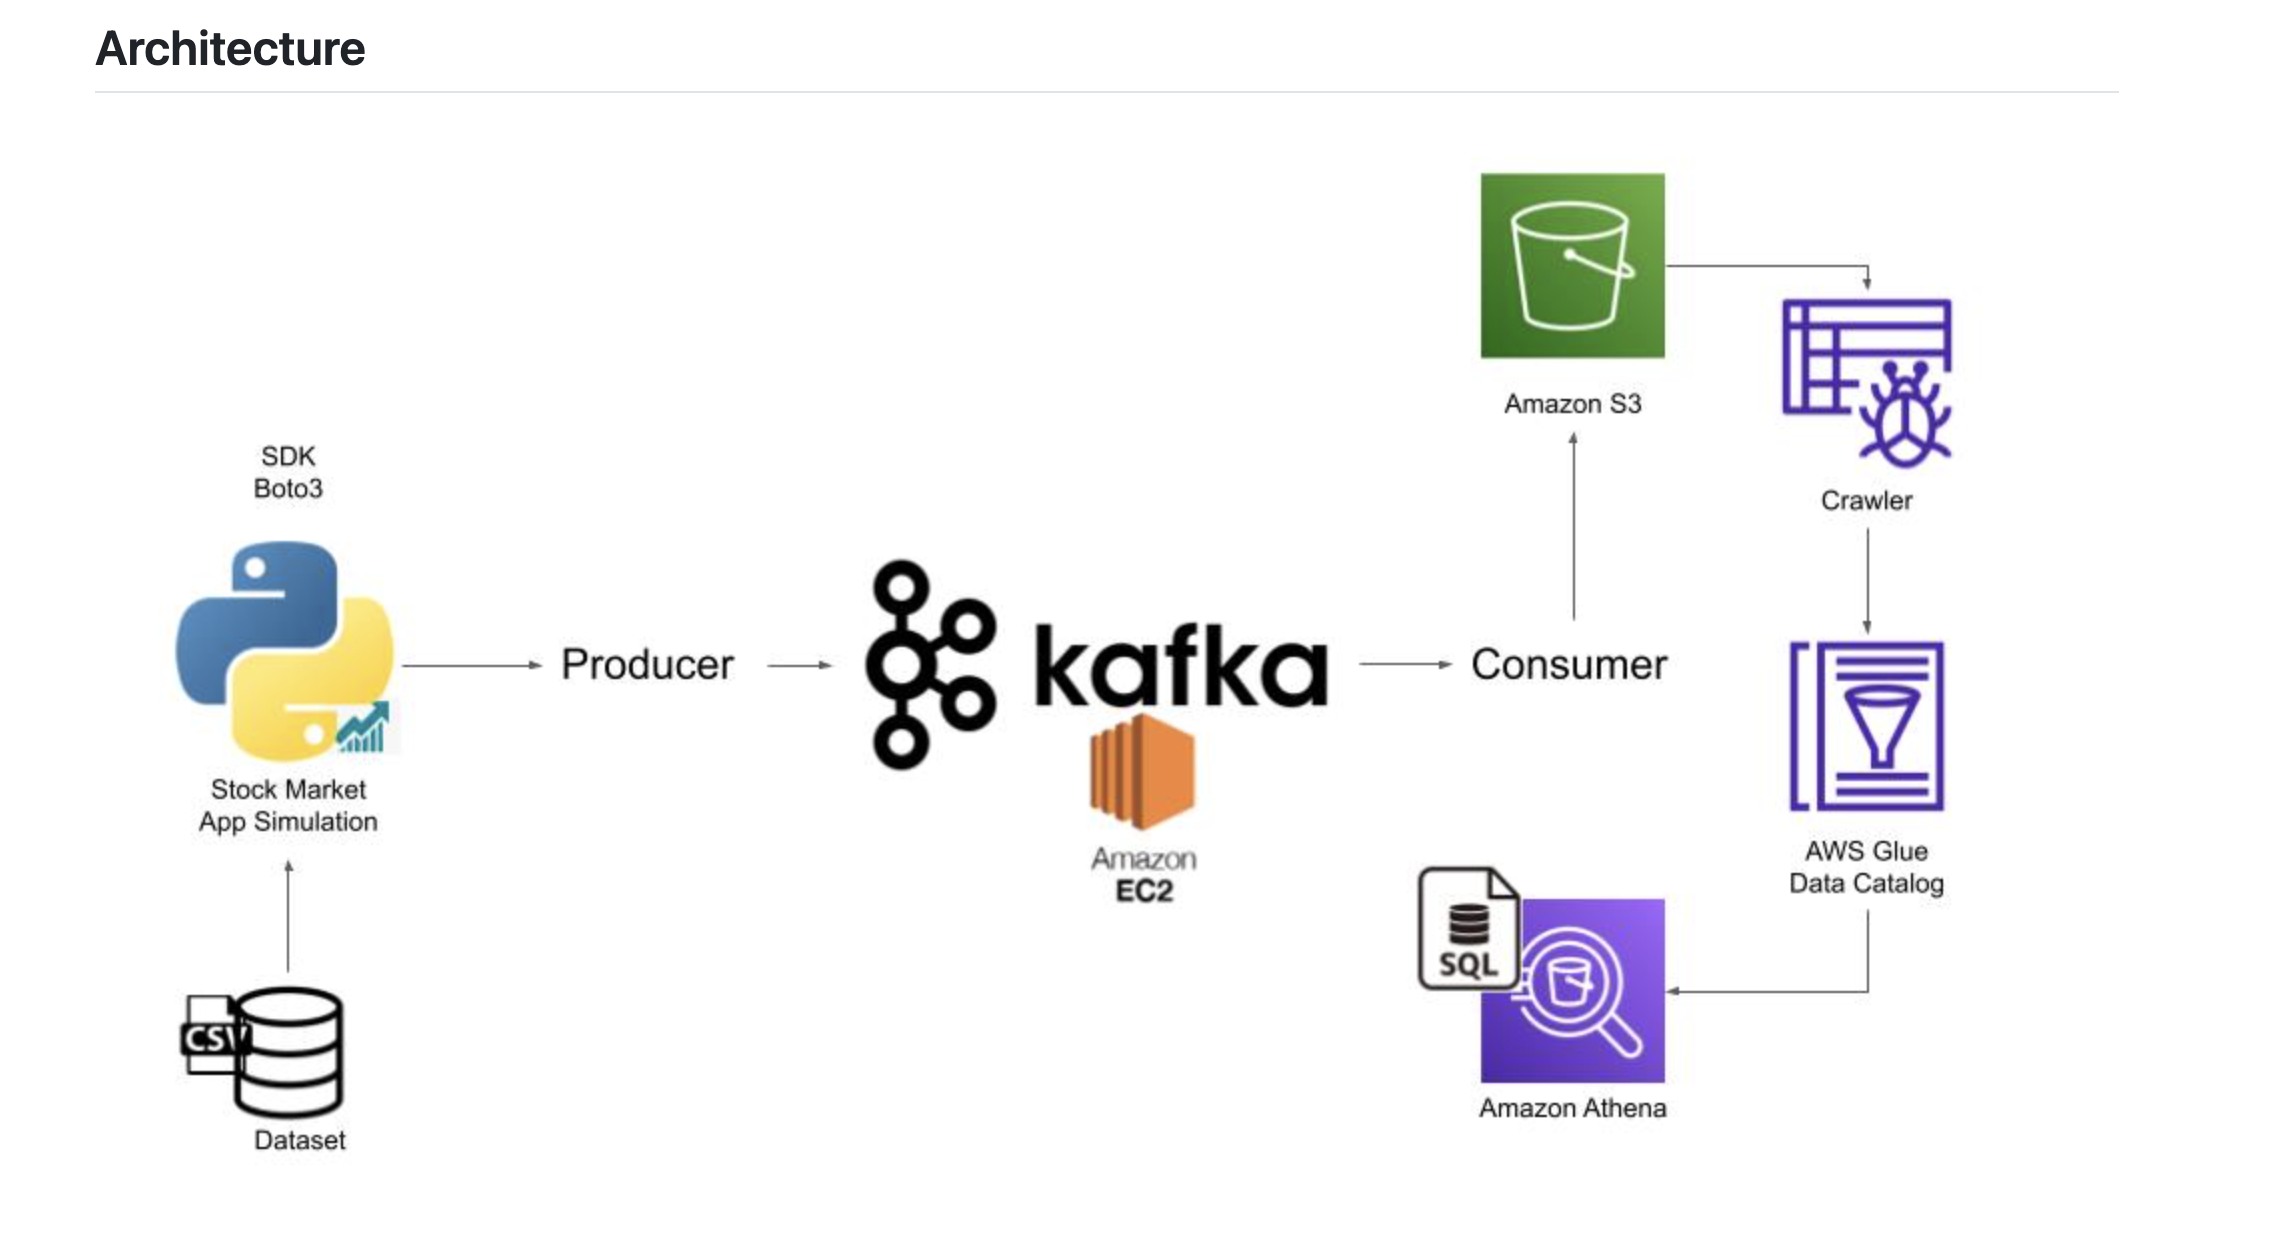 Architecture
SDK
Boto3
Stock Market
App Simulation
CSV
Dataset
Producer
kafka
Amazon
EC2
Consumer
Amazon S3
Crawler
AWS Glue
Data Catalog
SQL
Amazon Athena